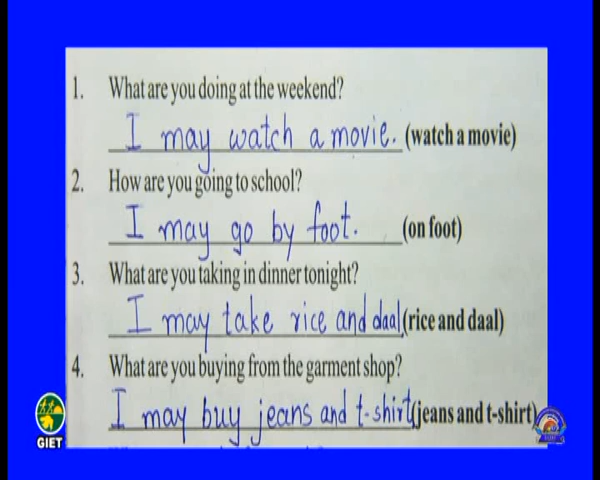 1. What are you doing at the weekend?
I may watch a movie. (watch a movie)
2. How are you going to school?
I may go by foot. (on foot)
3. What are you taking in dinner tonight?
I may take rice and daal (rice and daal)
4. What are you buying from the garment shop?
I may buy jeans and t-shirt (jeans and t-shirt)
GIET